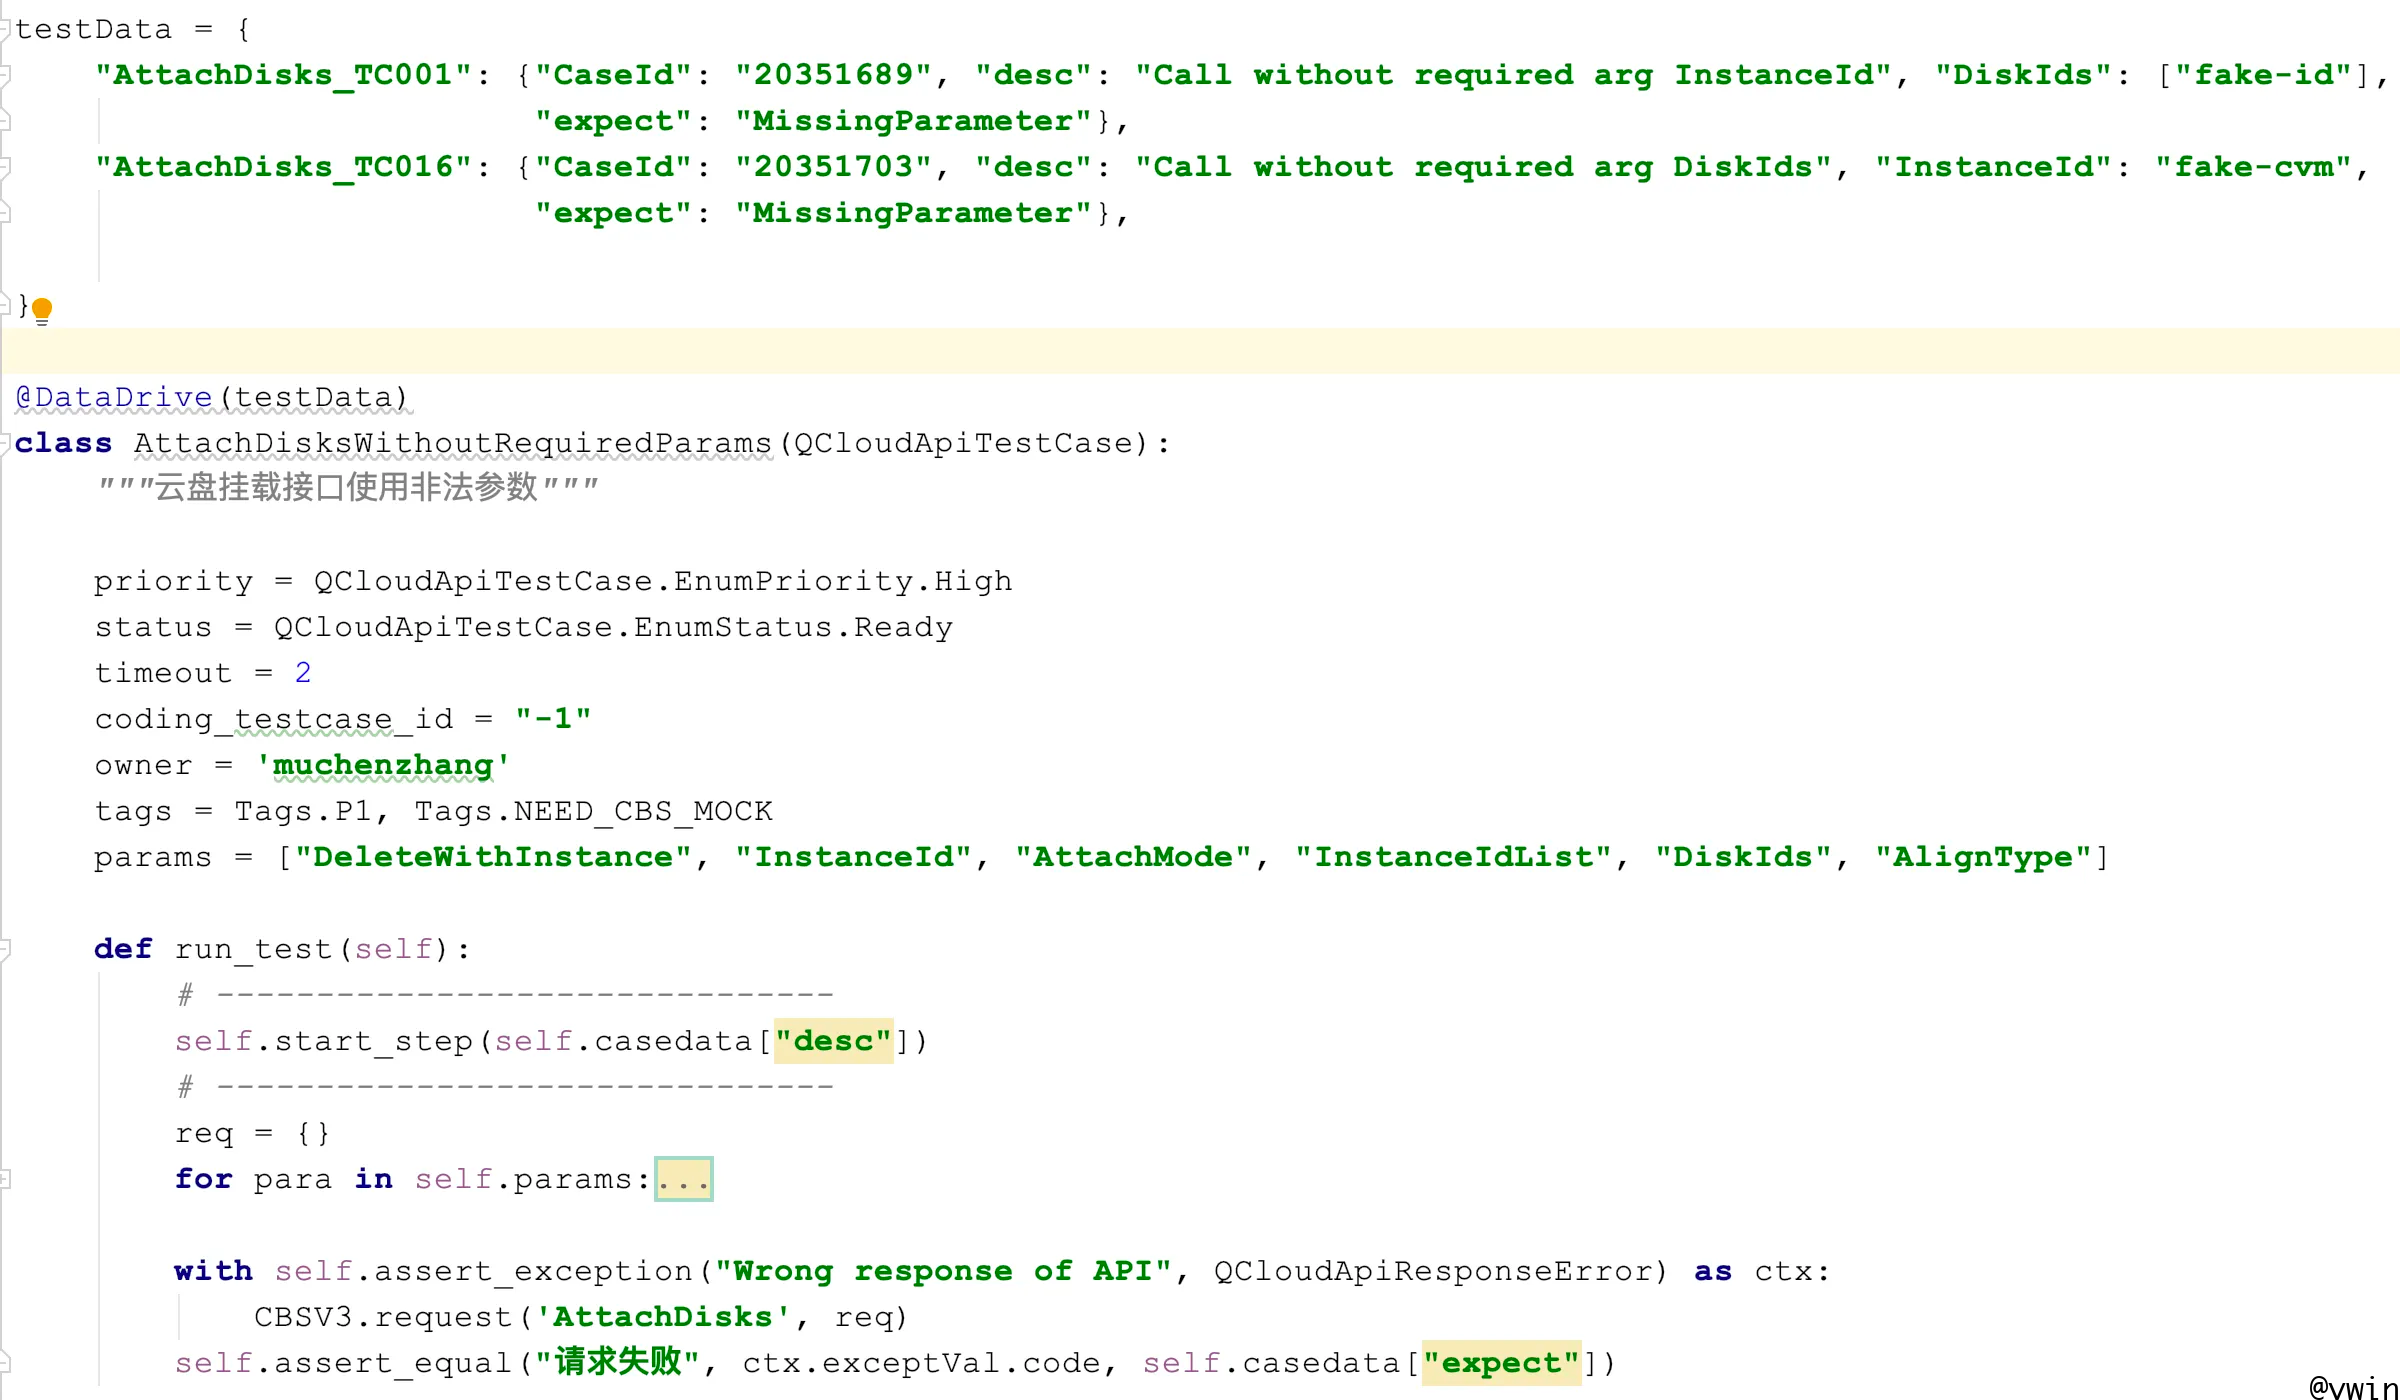 testData = {
    "AttachDisks_TC001": {"CaseId": "20351689", "desc": "Call without required arg InstanceId", "DiskIds": ["fake-id"],
                          "expect": "MissingParameter"},
    "AttachDisks_TC016": {"CaseId": "20351703", "desc": "Call without required arg DiskIds", "InstanceId": "fake-cvm",
                          "expect": "MissingParameter"},
}
@DataDrive(testData)
class AttachDisksWithoutRequiredParams(QCloudApiTestCase):
    """云盘挂载接口使用非法参数"""
    priority = QCloudApiTestCase.EnumPriority.High
    status = QCloudApiTestCase.EnumStatus.Ready
    timeout = 2
    coding_testcase_id = "-1"
    owner = 'muchenzhang'
    tags = Tags.P1, Tags.NEED_CBS_MOCK
    params = ["DeleteWithInstance", "InstanceId", "AttachMode", "InstanceIdList", "DiskIds", "AlignType"]
    def run_test(self):
        # -------------------------------
        self.start_step(self.casedata["desc"])
        # -------------------------------
        req = {}
        for para in self.params:...
        with self.assert_exception("Wrong response of API", QCloudApiResponseError) as ctx:
            CBSV3.request('AttachDisks', req)
        self.assert_equal("请求失败", ctx.exceptVal.code, self.casedata["expect"])